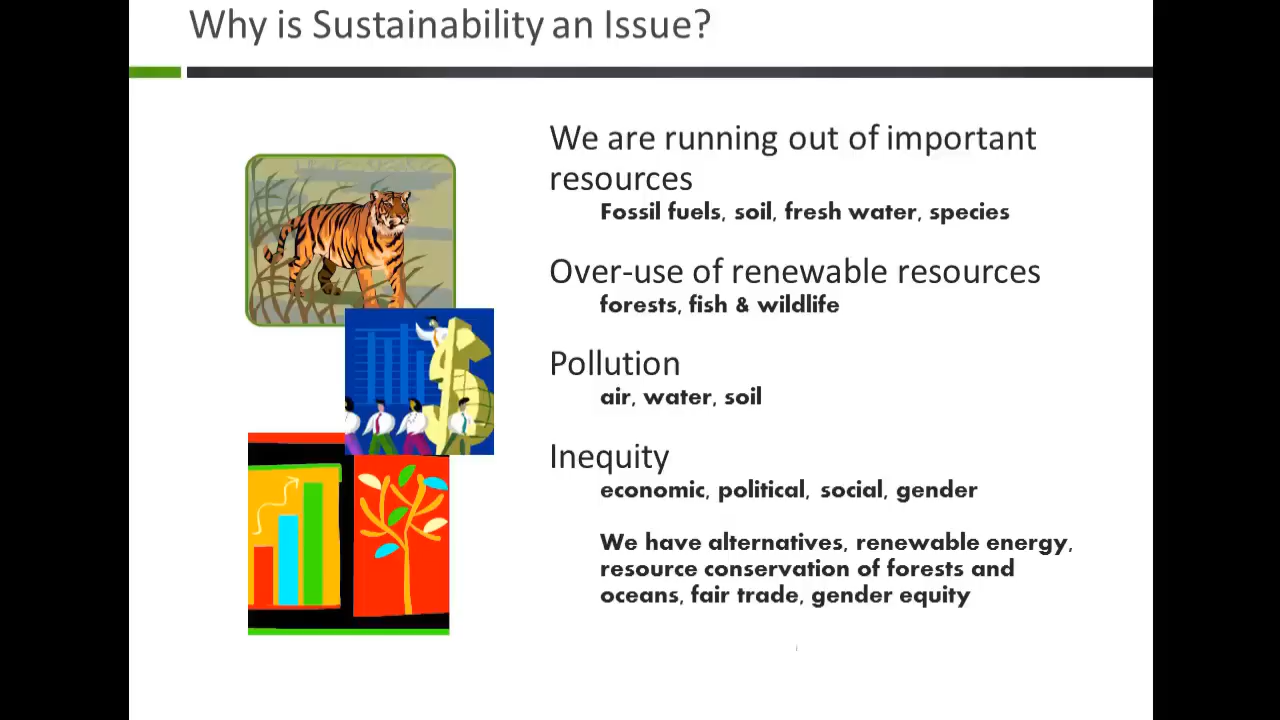 Why is Sustainability an Issue?
We are running out of important
resources
Fossil fuels, soil, fresh water, species
Over-use of renewable resources
forests, fish & wildlife
Pollution
air, water, soil
Inequity
economic, political, social, gender
We have alternatives, renewable energy,
resource conservation of forests and
oceans, fair trade, gender equity